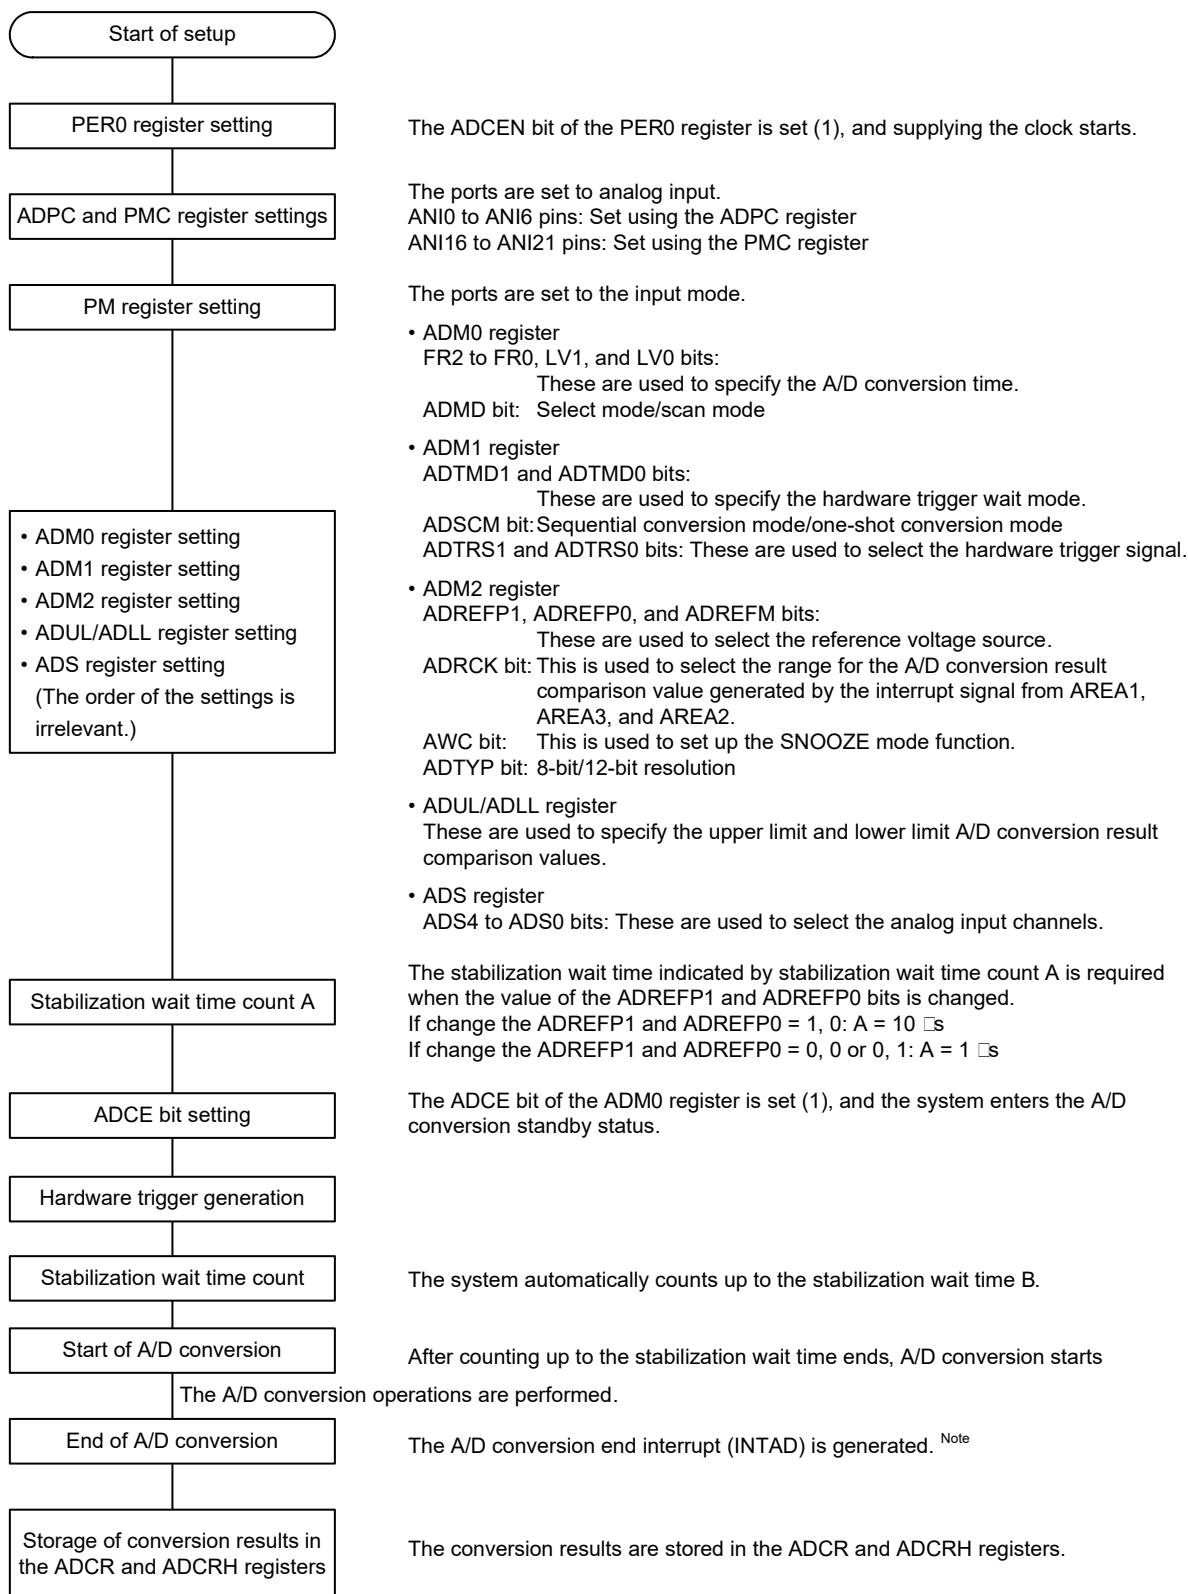 Start of setup
PER0 register setting
The ADCEN bit of the PER0 register is set (1), and supplying the clock starts.
ADPC and PMC register settings
The ports are set to analog input.
ANI0 to ANI6 pins: Set using the ADPC register
ANI16 to ANI21 pins: Set using the PMC register
PM register setting
The ports are set to the input mode.
• ADM0 register setting
• ADM1 register setting
• ADM2 register setting
• ADUL/ADLL register setting
• ADS register setting
(The order of the settings is
irrelevant.)
• ADM0 register
FR2 to FR0, LV1, and LV0 bits:
These are used to specify the A/D conversion time.
ADMD bit: Select mode/scan mode
• ADM1 register
ADTMD1 and ADTMD0 bits:
These are used to specify the hardware trigger wait mode.
ADSCM bit: Sequential conversion mode/one-shot conversion mode
ADTRS1 and ADTRS0 bits: These are used to select the hardware trigger signal.
• ADM2 register
ADREFP1, ADREFP0, and ADREFM bits:
These are used to select the reference voltage source.
ADRCK bit: This is used to select the range for the A/D conversion result
comparison value generated by the interrupt signal from AREA1,
AREA3, and AREA2.
AWC bit: This is used to set up the SNOOZE mode function.
ADTYP bit: 8-bit/12-bit resolution
• ADUL/ADLL register
These are used to specify the upper limit and lower limit A/D conversion result
comparison values.
• ADS register
ADS4 to ADS0 bits: These are used to select the analog input channels.
Stabilization wait time count A
The stabilization wait time indicated by stabilization wait time count A is required
when the value of the ADREFP1 and ADREFP0 bits is changed.
If change the ADREFP1 and ADREFP0 = 1, 0: A = 10 □s
If change the ADREFP1 and ADREFP0 = 0, 0 or 0, 1: A = 1 □s
ADCE bit setting
The ADCE bit of the ADM0 register is set (1), and the system enters the A/D
conversion standby status.
Hardware trigger generation
Stabilization wait time count
The system automatically counts up to the stabilization wait time B.
Start of A/D conversion
After counting up to the stabilization wait time ends, A/D conversion starts
The A/D conversion operations are performed.
End of A/D conversion
The A/D conversion end interrupt (INTAD) is generated. Note
Storage of conversion results in
the ADCR and ADCRH registers
The conversion results are stored in the ADCR and ADCRH registers.